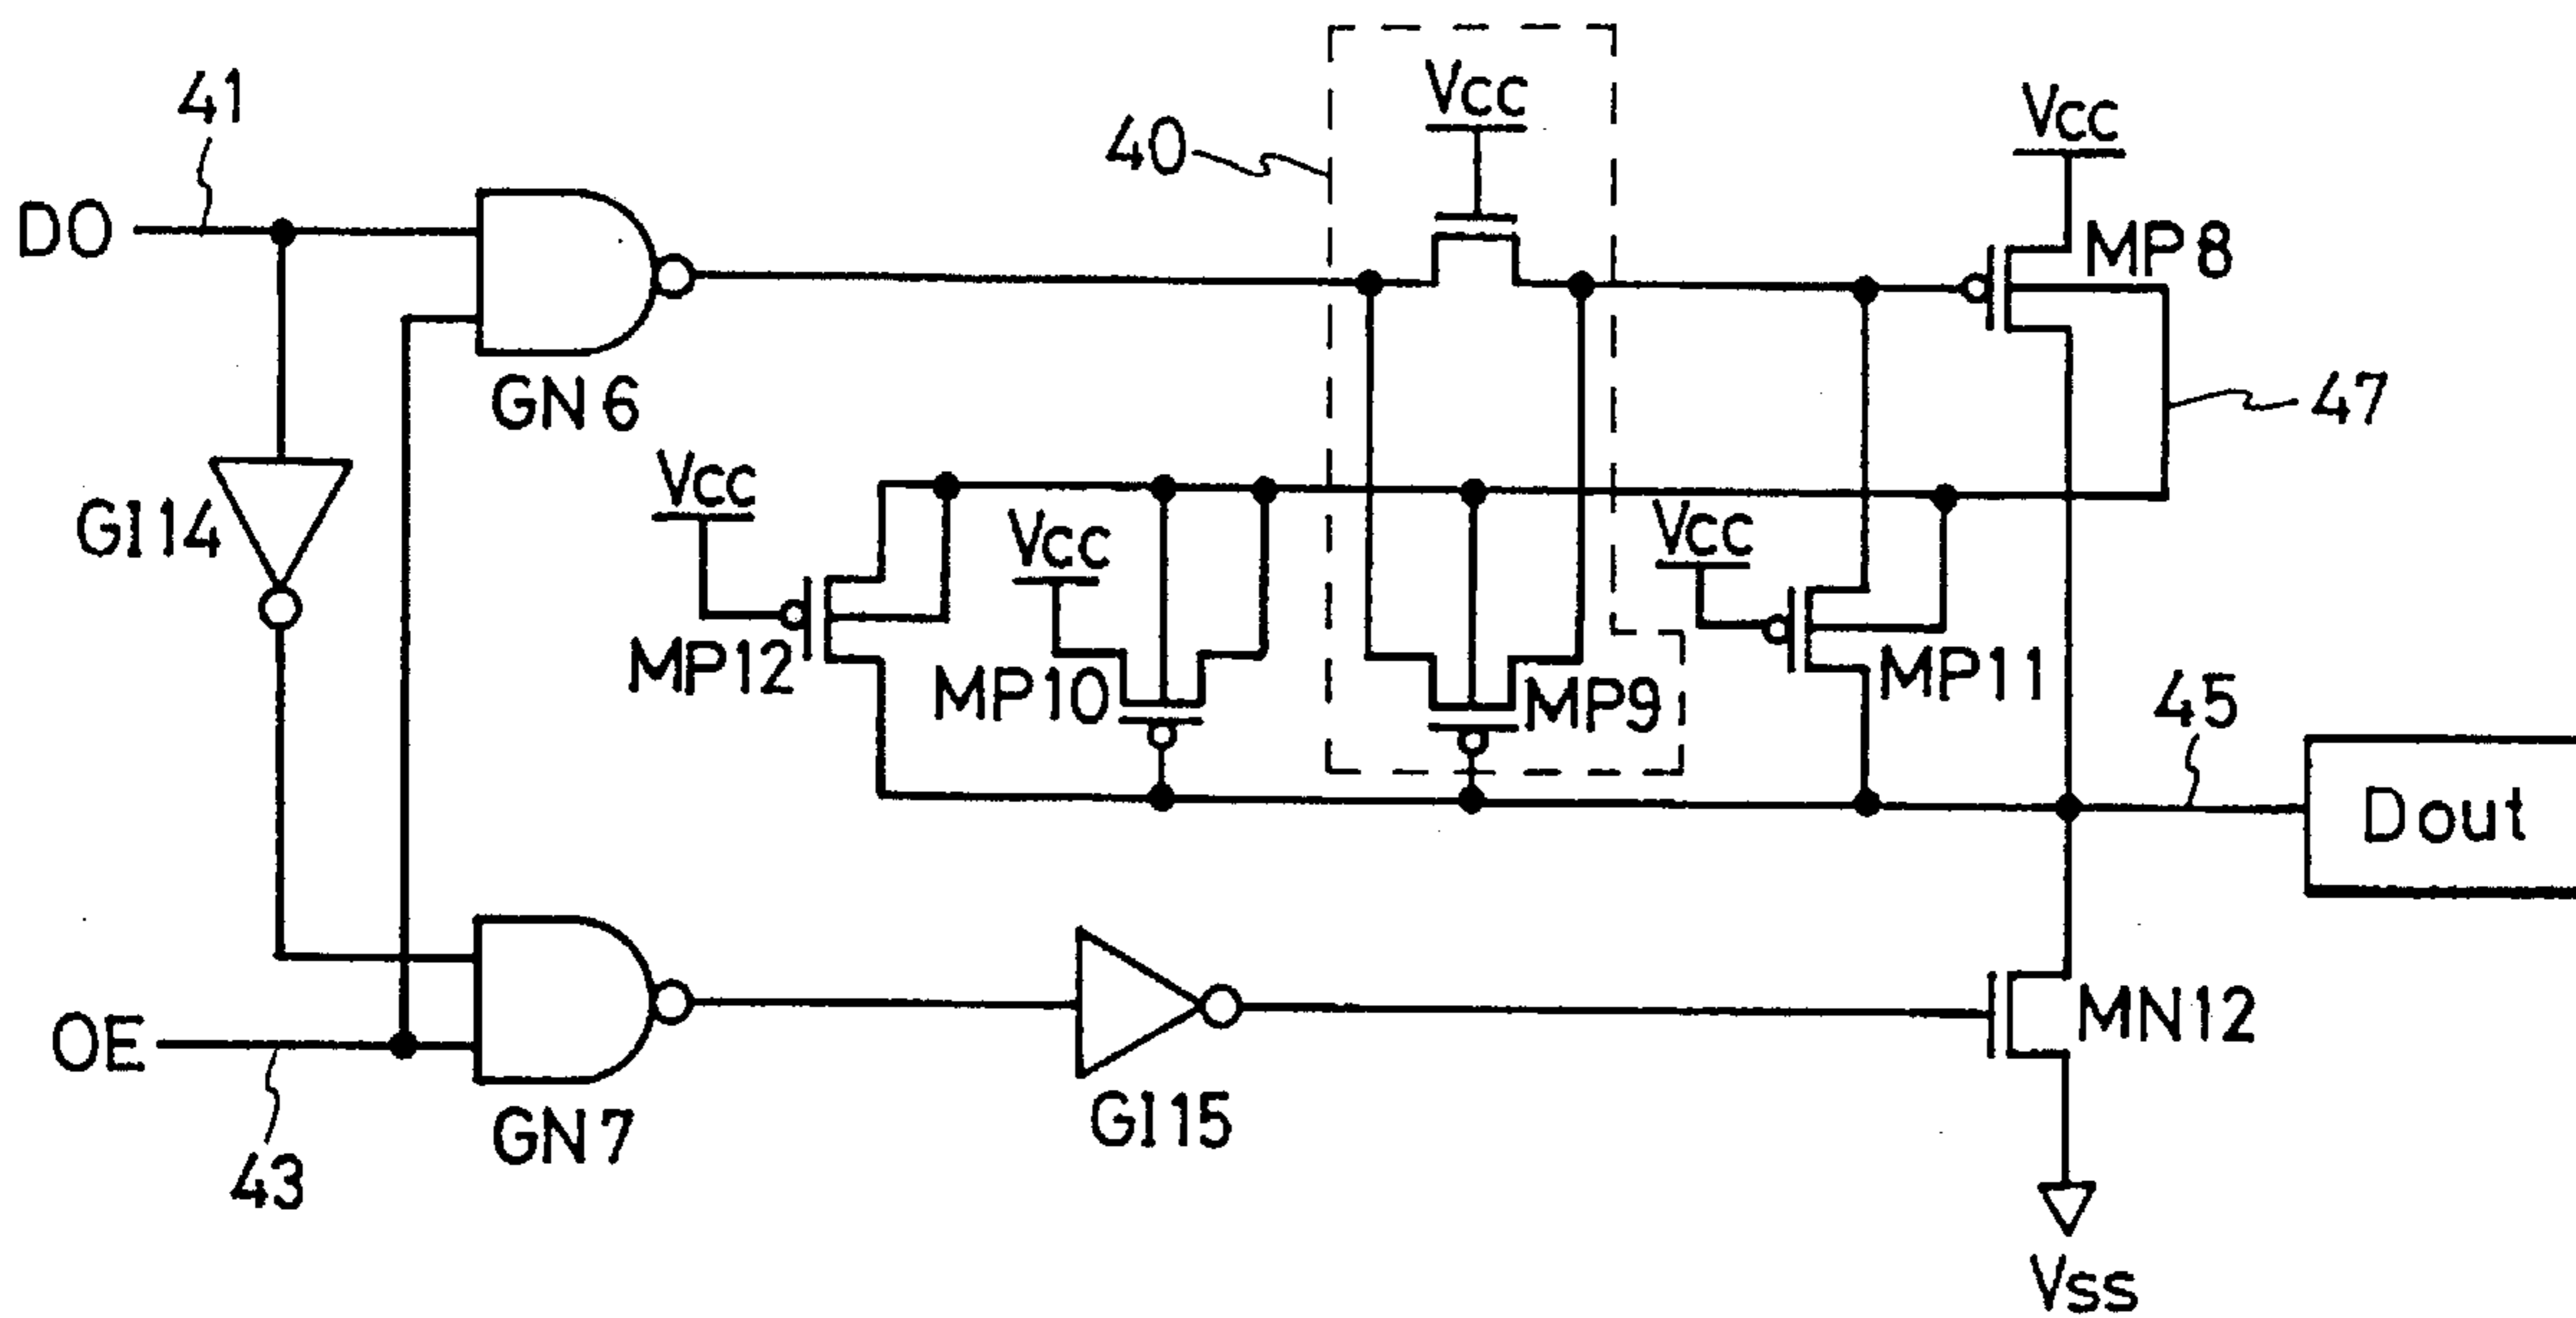 41
DO
GN6
GI14
40
Vcc
Vcc
MP8
47
Vcc
MP12
Vcc
MP10
MP9
Vcc
MP11
45
Dout
OE
43
GN7
GI15
MN12
Vss